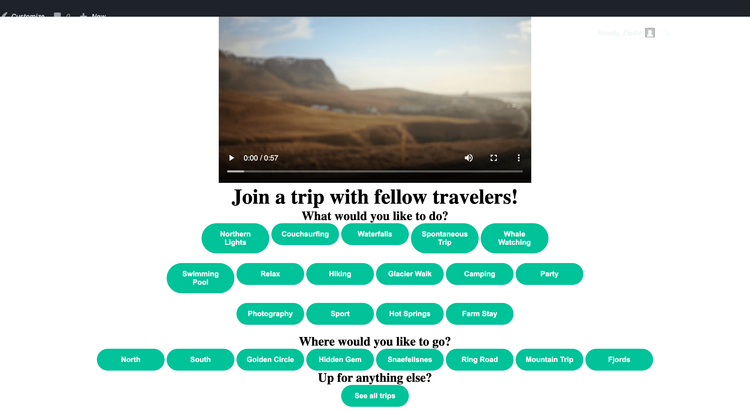 Customize 0 New
0:00 / 0:57
Join a trip with fellow travelers!
What would you like to do?
Northern
Lights
Couchsurfing
Waterfalls
Spontaneous
Trip
Whale
Watching
Swimming
Pool
Relax
Hiking
Glacier Walk
Camping
Party
Photography
Sport
Hot Springs
Farm Stay
Where would you like to go?
North
South
Golden Circle
Hidden Gem
Snaefellsnes
Ring Road
Mountain Trip
Fjords
Up for anything else?
See all trips